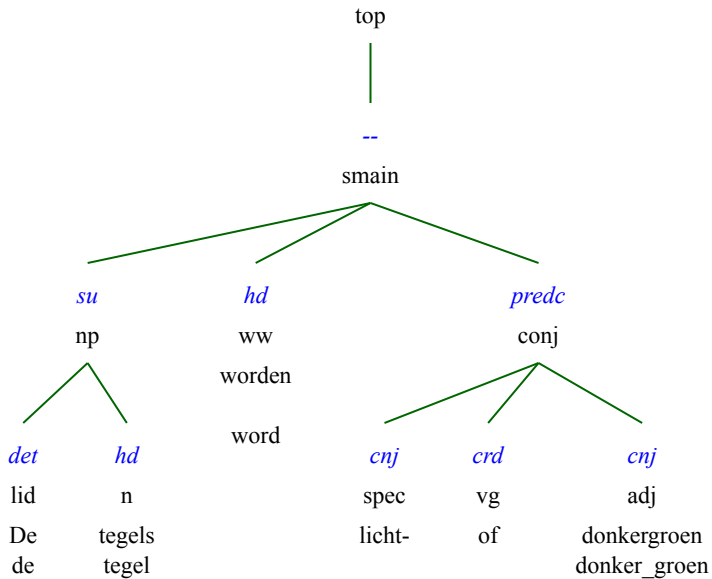 top
--
smain
su hd predc
np ww conj
worden
word
det hd cnj crd cnj
lid n spec vg adj
De tegels licht- of donkergroen
de tegel donker_groen